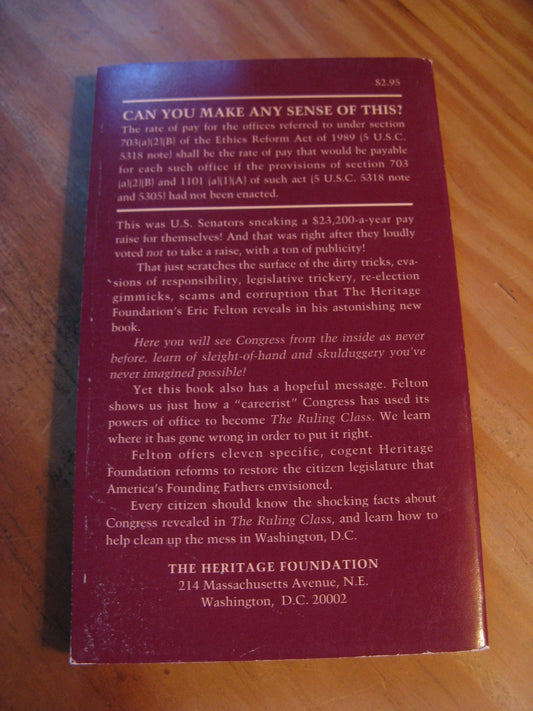 $2.95
CAN YOU MAKE ANY SENSE OF THIS?
The rate of pay for the offices referred to under section
703(a)(2)(B) of the Ethics Reform Act of 1989 (5 U.S.C.
5318 note) shall be the rate of pay that would be payable
for each such office if the provisions of section 703
(a)(2)(B) and 1101 (a)(1)(A) of such act (5 U.S.C. 5318 note
and 5305) had not been enacted.
This was U.S. Senators sneaking a $23,200-a-year pay
raise for themselves! And that was right after they loudly
voted not to take a raise, with a ton of publicity!
That just scratches the surface of the dirty tricks, eva-
sions of responsibility, legislative trickery, re-election
gimmicks, scams and corruption that The Heritage
Foundation's Eric Felton reveals in his astonishing new
book.
Here you will see Congress from the inside as never
before, learn of sleight-of-hand and skulduggery you've
never imagined possible!
Yet this book also has a hopeful message. Felton
shows us just how a “careerist” Congress has used its
powers of office to become The Ruling Class. We learn
where it has gone wrong in order to put it right.
Felton offers eleven specific, cogent Heritage
Foundation reforms to restore the citizen legislature that
America's Founding Fathers envisioned.
Every citizen should know the shocking facts about
Congress revealed in The Ruling Class, and learn how to
help clean up the mess in Washington, D.C.
THE HERITAGE FOUNDATION
214 Massachusetts Avenue, N.E.
Washington, D.C. 20002